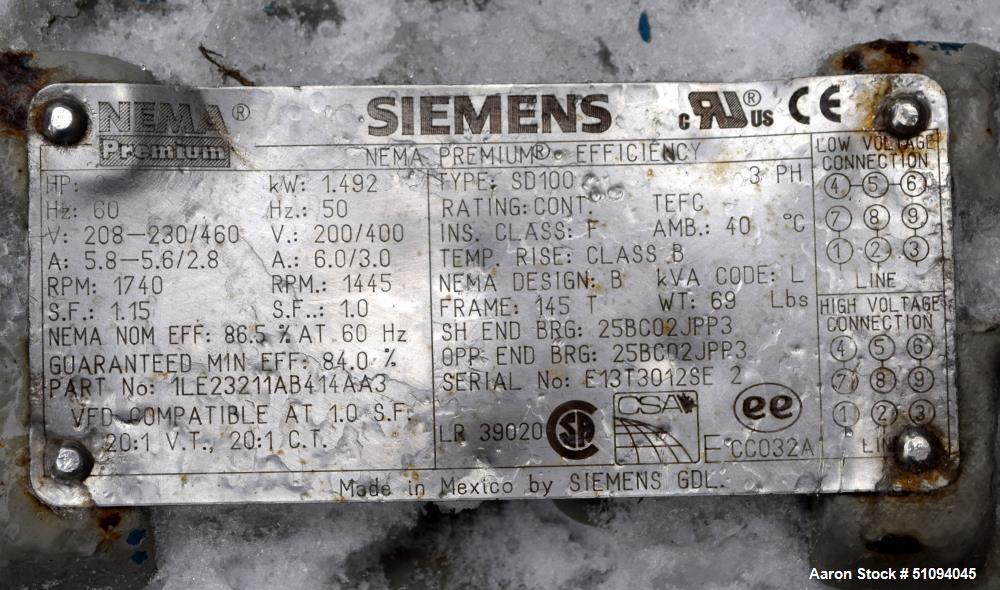 NEMA ®
Premium
SIEMENS
c RU ® US CE
NEMA PREMIUM® EFFICIENCY
HP: kW: 1.492
Hz: 60 Hz.: 50
V: 208-230/460 V.: 200/400
A: 5.8-5.6/2.8 A.: 6.0/3.0
RPM: 1740 RPM.: 1445
S.F.: 1.15 S.F..: 1.0
NEMA NOM EFF: 86.5 % AT 60 Hz
GUARANTEED MIN EFF: 84.0 %
PART No: 1LE23211AB414AA3
VFD COMPATIBLE AT 1.0 S.F.
20:1 V.T., 20:1 C.T.
TYPE: SD100 3 PH
RATING: CONT TEFC
INS. CLASS: F AMB.: 40 °C
TEMP. RISE: CLASS B
NEMA DESIGN: B kVA CODE: L
FRAME: 145 T WT: 69 Lbs
SH END BRG: 25BC02JPP3
OPP END BRG: 25BC02JPP3
SERIAL No: E13T3012SE 2
LR 39020 SA CSA ee
CC032A
LOW VOLTAGE
CONNECTION
4-5-6
7 8 9
1 2 3
LINE
HIGH VOLTAGE
CONNECTION
4 5 6
7 8 9
1 2 3
Made in Mexico by SIEMENS GDL.
Aaron Stock # 51094045